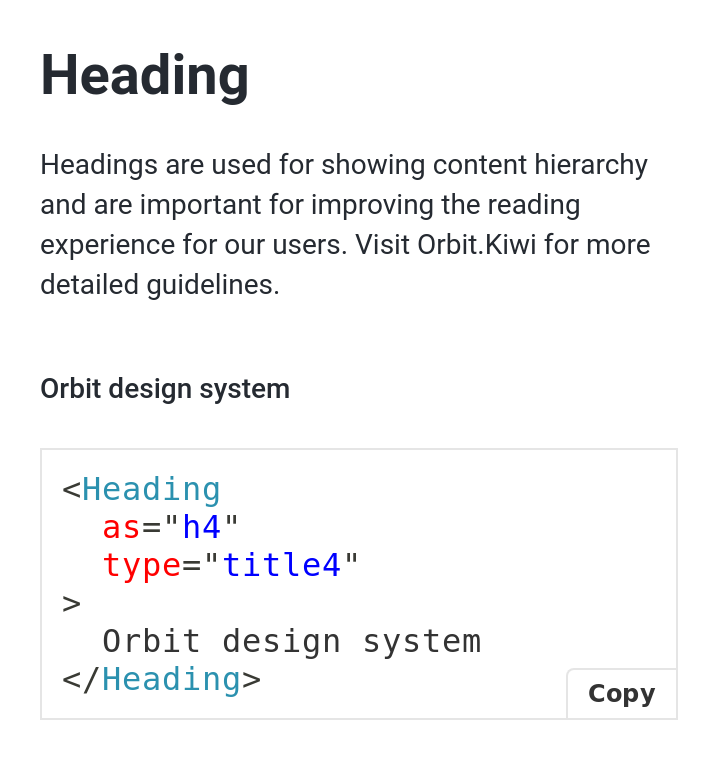 Heading
Headings are used for showing content hierarchy
and are important for improving the reading
experience for our users. Visit Orbit.Kiwi for more
detailed guidelines.
Orbit design system
<Heading
  as="h4"
  type="title4"
>
  Orbit design system
</Heading>
Copy